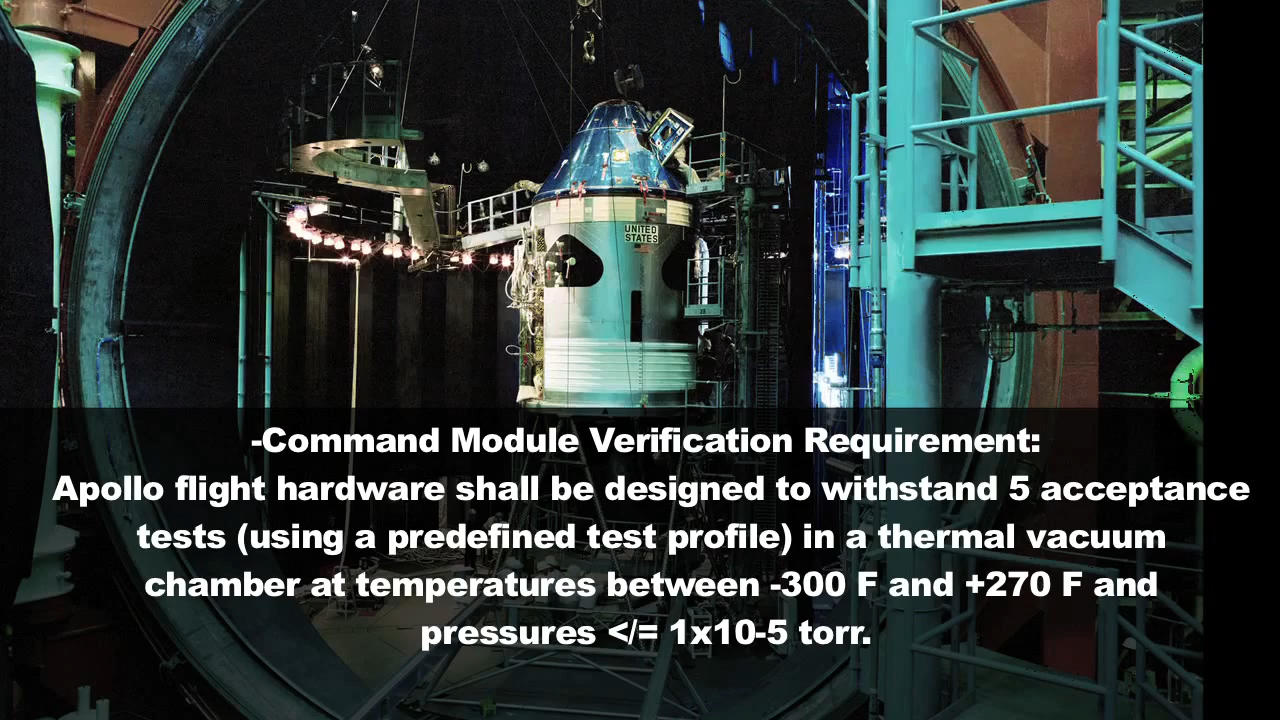 UNITED
STATES
-Command Module Verification Requirement:
Apollo flight hardware shall be designed to withstand 5 acceptance
tests (using a predefined test profile) in a thermal vacuum
chamber at temperatures between -300 F and +270 F and
pressures </= 1x10-5 torr.